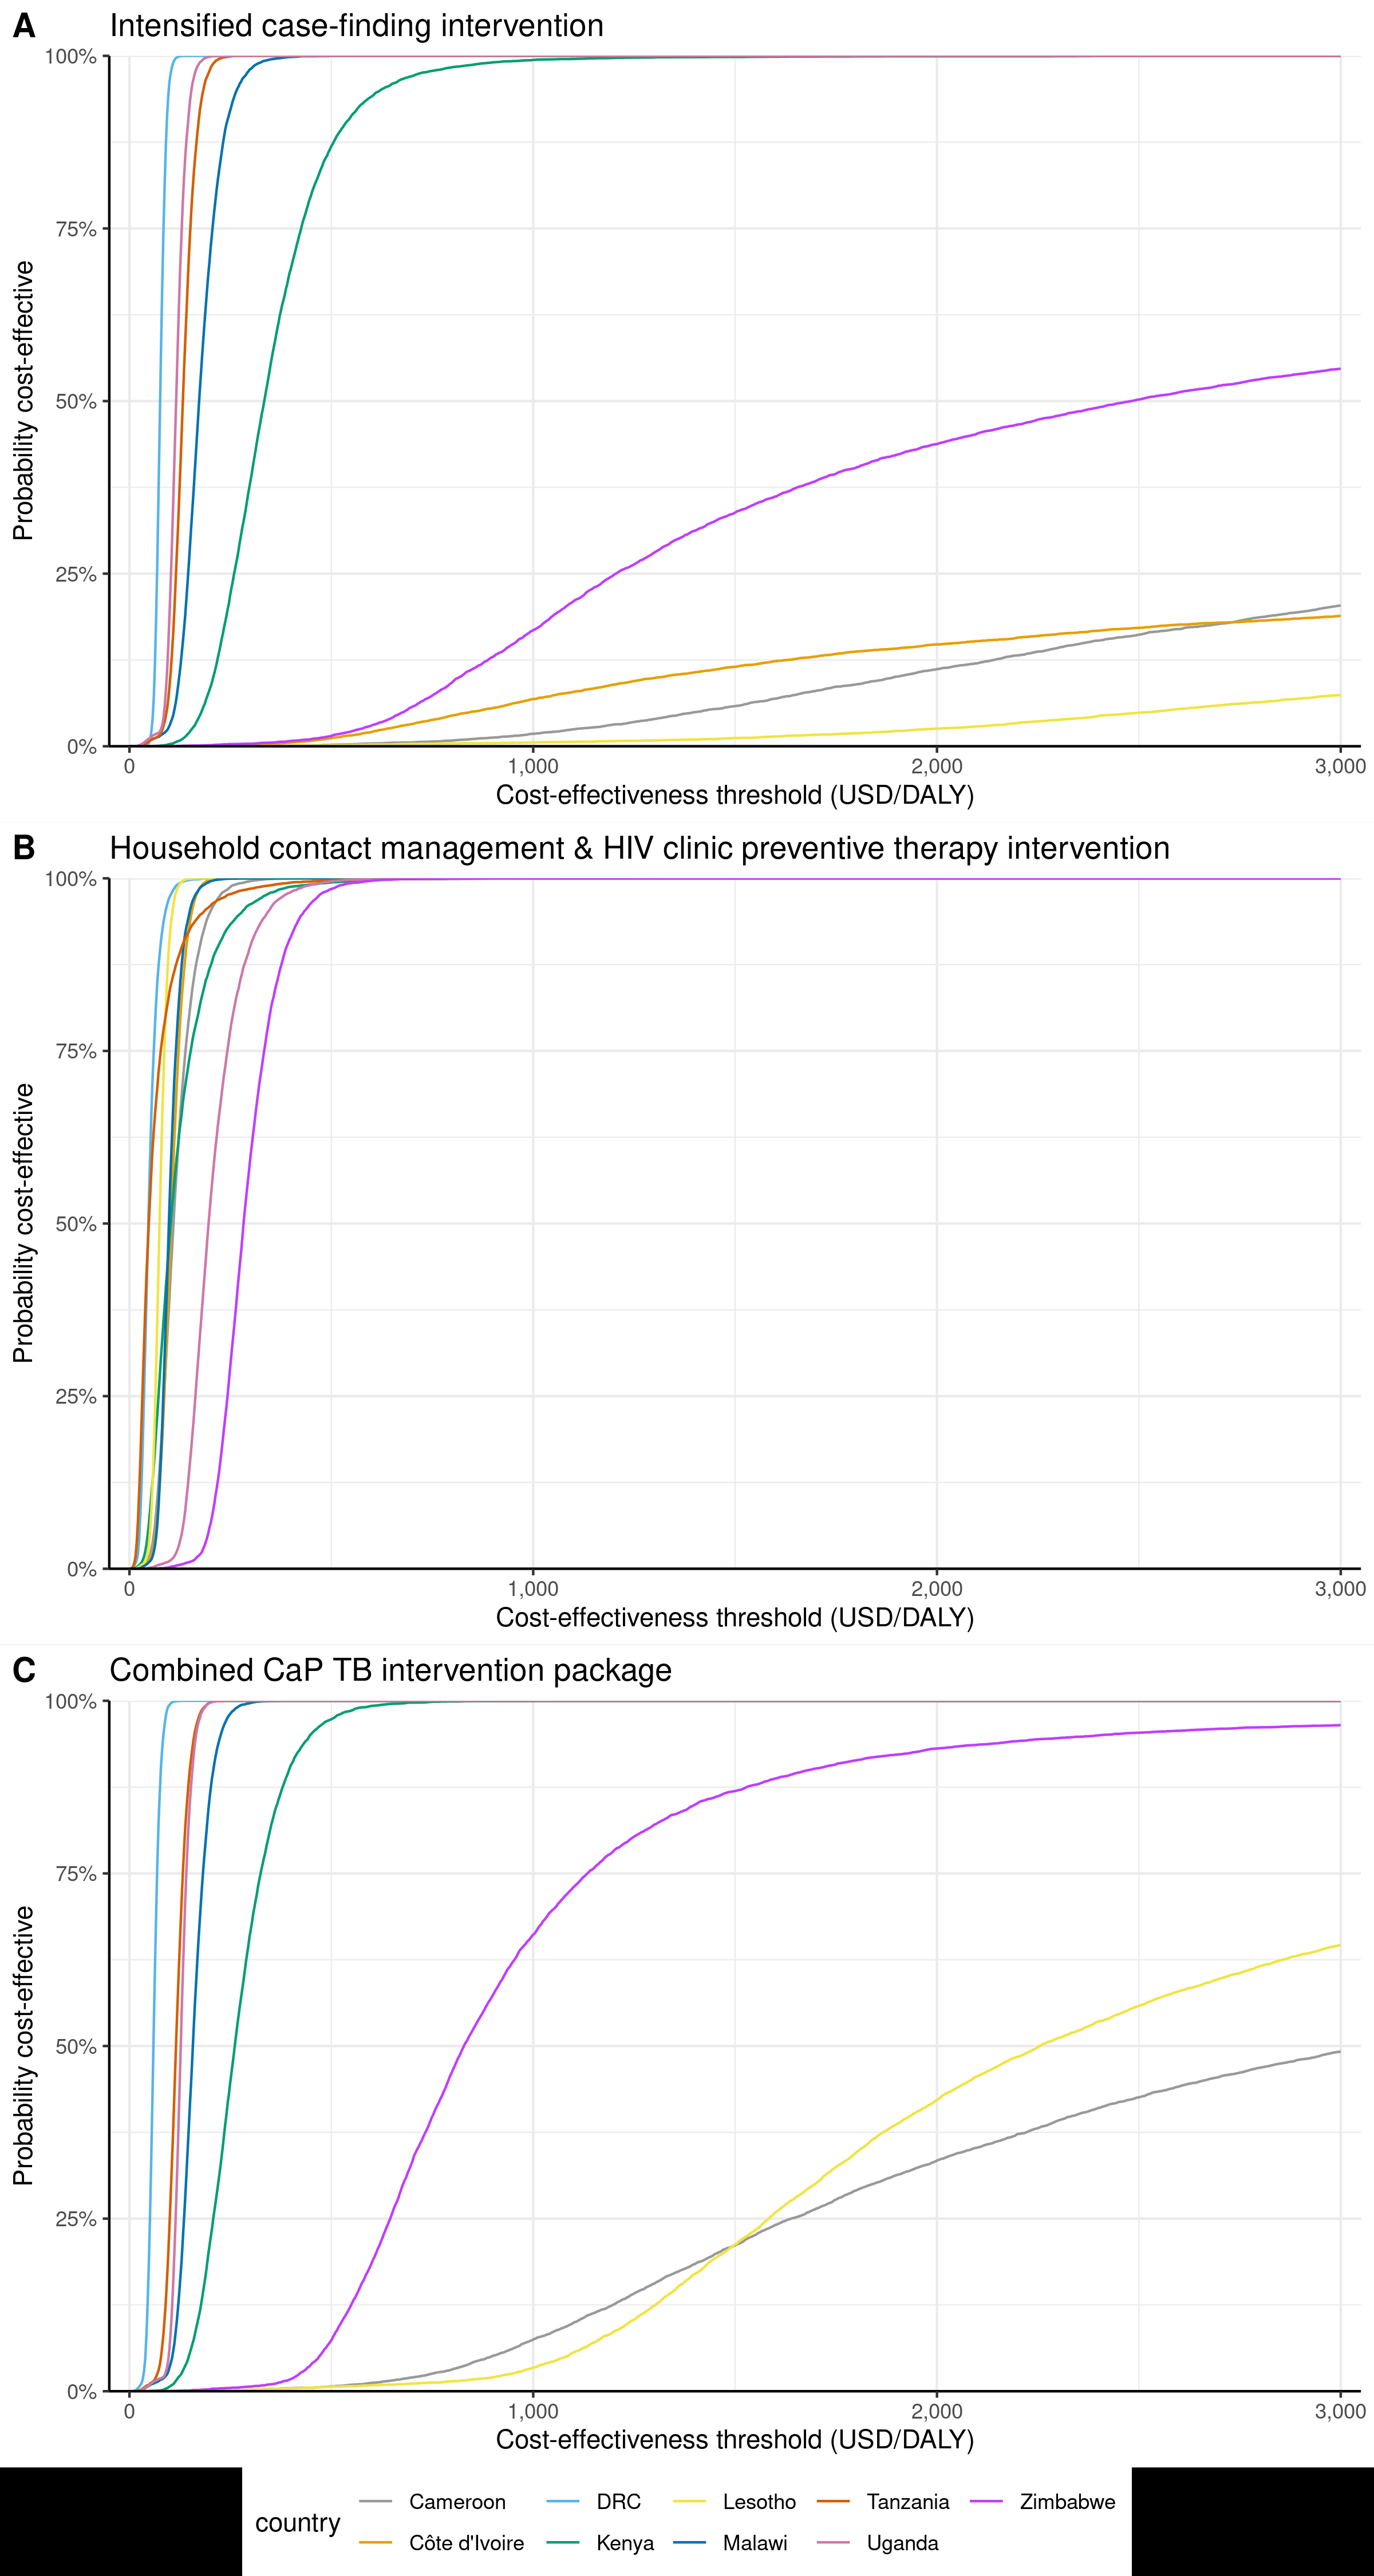 A Intensified case-finding intervention
100%
75%
50%
25%
0%
Probability cost-effective
0 1,000 2,000 3,000
Cost-effectiveness threshold (USD/DALY)
B Household contact management & HIV clinic preventive therapy intervention
100%
75%
50%
25%
0%
Probability cost-effective
0 1,000 2,000 3,000
Cost-effectiveness threshold (USD/DALY)
C Combined CaP TB intervention package
100%
75%
50%
25%
0%
Probability cost-effective
0 1,000 2,000 3,000
Cost-effectiveness threshold (USD/DALY)
country
Cameroon DRC Lesotho Tanzania Zimbabwe
Côte d'Ivoire Kenya Malawi Uganda